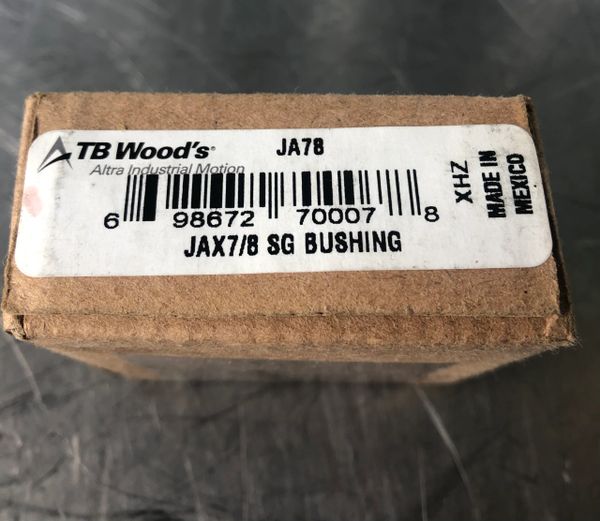 TB Wood's® JA78
Altra Industrial Motion
6 98672 70007 8
JAX7/8 SG BUSHING
XHZ
MADE IN
MEXICO